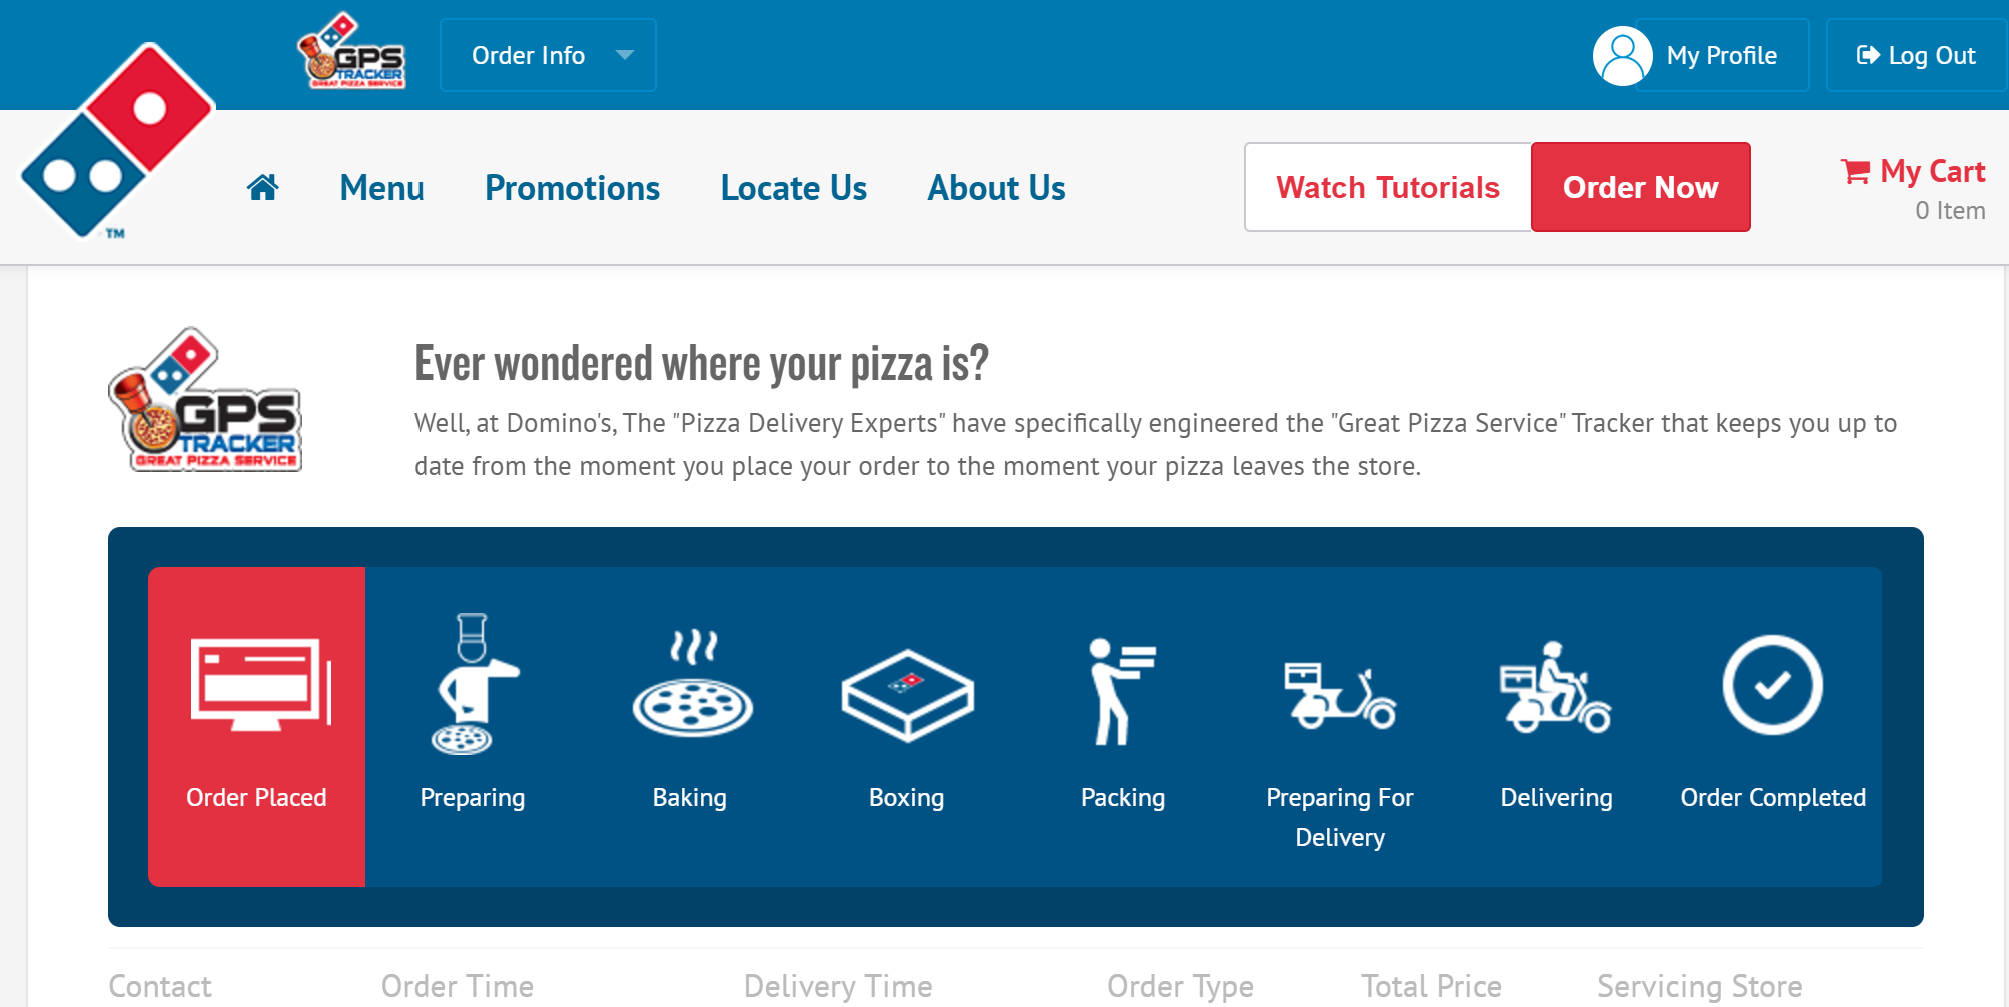 GPS
TRACKER
GREAT PIZZA SERVICE
Order Info
My Profile
Log Out
TM
Menu
Promotions
Locate Us
About Us
Watch Tutorials
Order Now
My Cart
0 Item
GPS
TRACKER
GREAT PIZZA SERVICE
Ever wondered where your pizza is?
Well, at Domino's, The "Pizza Delivery Experts" have specifically engineered the "Great Pizza Service" Tracker that keeps you up to
date from the moment you place your order to the moment your pizza leaves the store.
Order Placed
Preparing
Baking
Boxing
Packing
Preparing For
Delivery
Delivering
Order Completed
Contact
Order Time
Delivery Time
Order Type
Total Price
Servicing Store